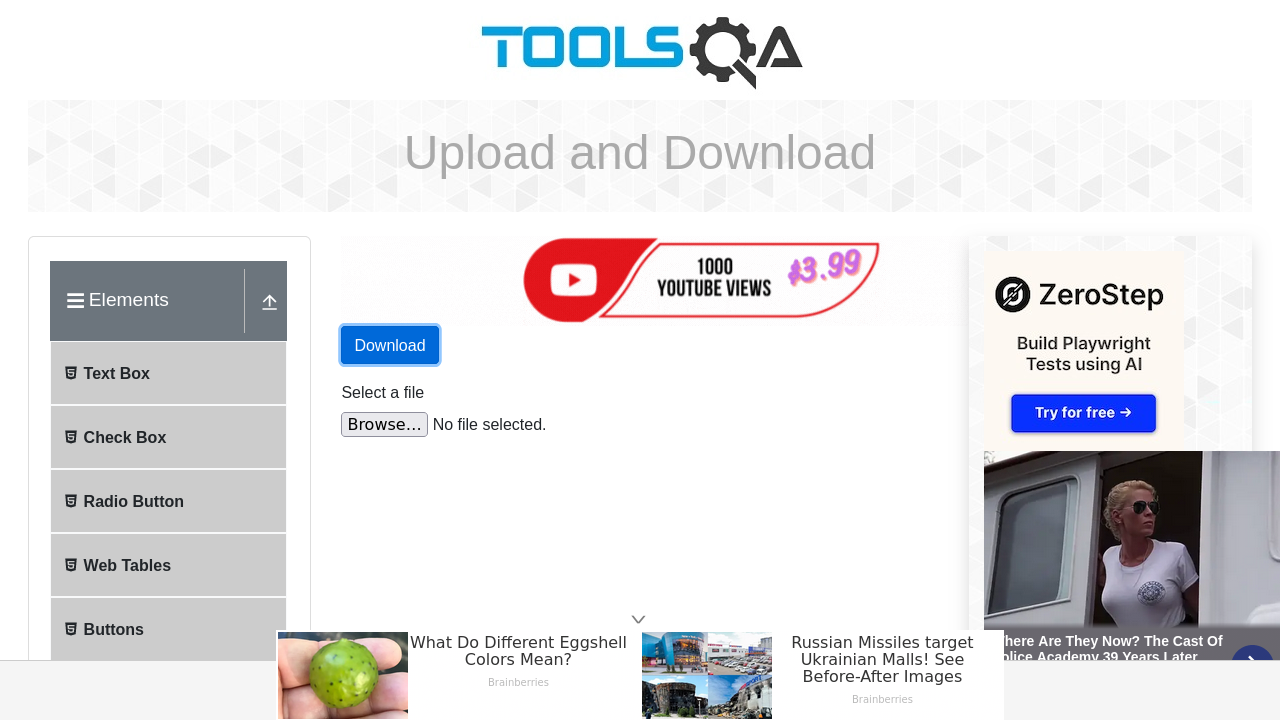 TOOLSQA
Upload and Download
Elements
Text Box
Check Box
Radio Button
Web Tables
Buttons
1000
YOUTUBE VIEWS
$3.99
Download
Select a file
Browse... No file selected.
ZeroStep
Build Playwright
Tests using AI
Try for free →
here Are They Now? The Cast Of
olice Academy 39 Years Later
What Do Different Eggshell
Colors Mean?
Brainberries
Russian Missiles target
Ukrainian Malls! See
Before-After Images
Brainberries